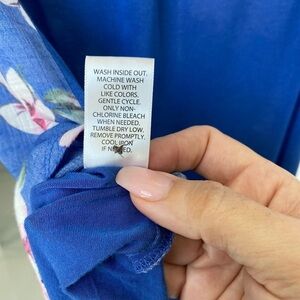 WASH INSIDE OUT.
MACHINE WASH
COLD WITH
LIKE COLORS.
GENTLE CYCLE.
ONLY NON-
CHLORINE BLEACH
WHEN NEEDED.
TUMBLE DRY LOW.
REMOVE PROMPTLY.
COOL IRON
IF NEEDED.